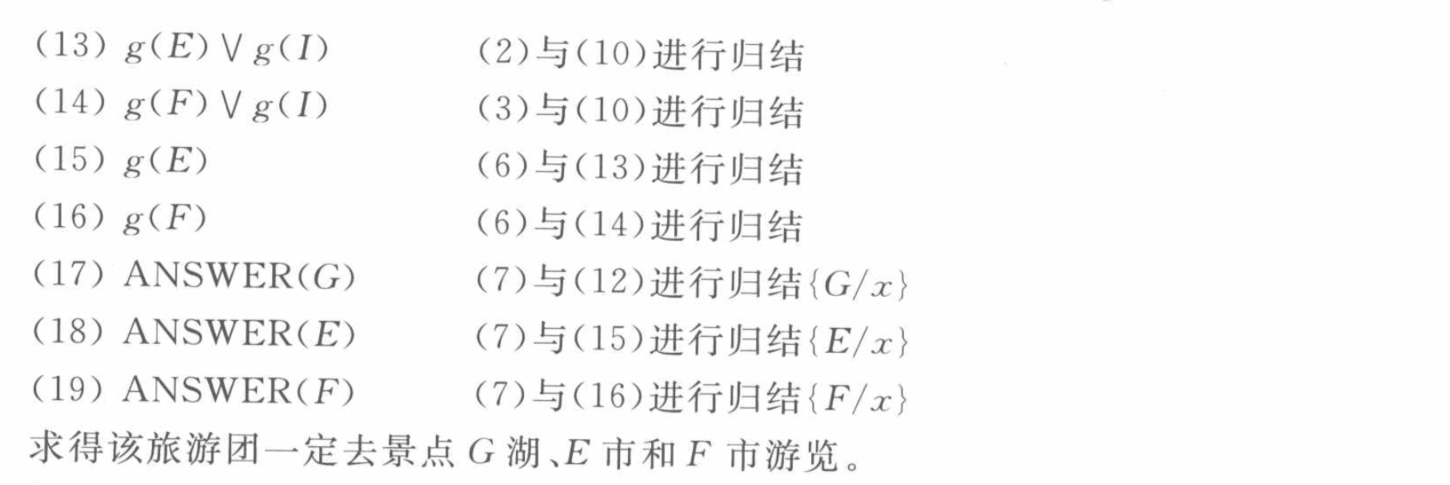 (13) g(E)∨g(I) (2)与(10)进行归结
(14) g(F)∨g(I) (3)与(10)进行归结
(15) g(E) (6)与(13)进行归结
(16) g(F) (6)与(14)进行归结
(17) ANSWER(G) (7)与(12)进行归结{G/x}
(18) ANSWER(E) (7)与(15)进行归结{E/x}
(19) ANSWER(F) (7)与(16)进行归结{F/x}
求得该旅游团一定去景点 G 湖、E 市和 F 市游览。